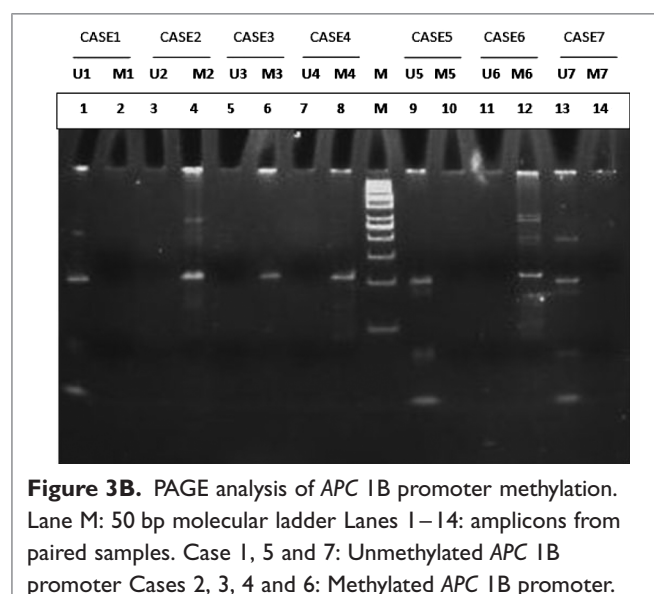 CASE1 CASE2 CASE3 CASE4 CASE5 CASE6 CASE7
U1 M1 U2 M2 U3 M3 U4 M4 M U5 M5 U6 M6 U7 M7
1 2 3 4 5 6 7 8 M 9 10 11 12 13 14
Figure 3B. PAGE analysis of APC 1B promoter methylation.
Lane M: 50 bp molecular ladder Lanes 1–14: amplicons from
paired samples. Case 1, 5 and 7: Unmethylated APC 1B
promoter Cases 2, 3, 4 and 6: Methylated APC 1B promoter.